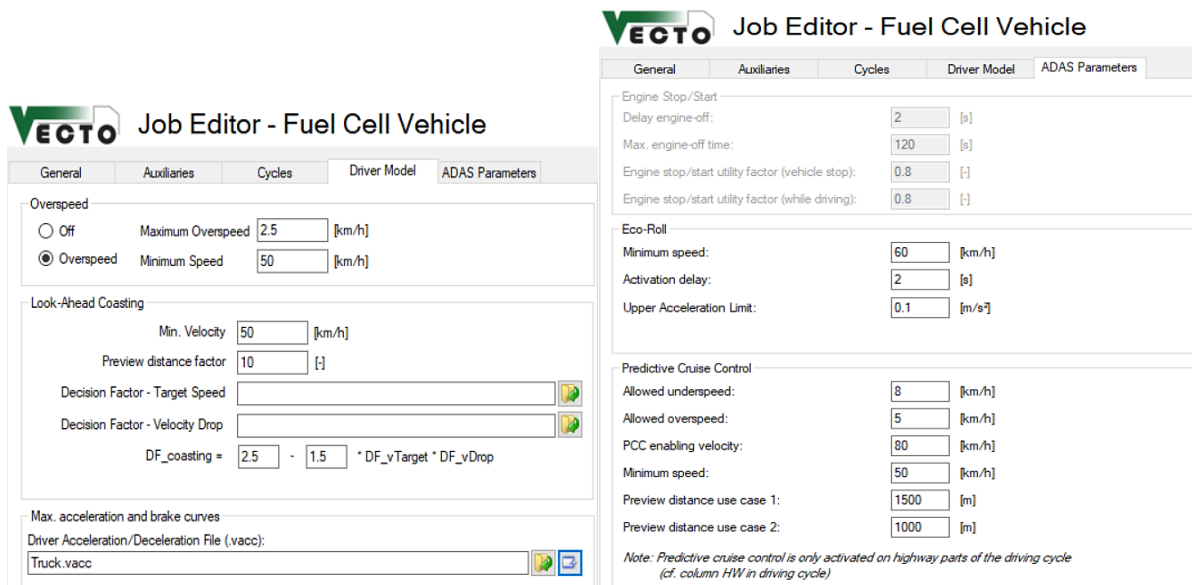 VECTO Job Editor - Fuel Cell Vehicle
General Auxiliaries Cycles Driver Model ADAS Parameters
Overspeed
Off Maximum Overspeed 2.5 [km/h]
Overspeed Minimum Speed 50 [km/h]
Look-Ahead Coasting
Min. Velocity 50 [km/h]
Preview distance factor 10 [-]
Decision Factor - Target Speed
Decision Factor - Velocity Drop
DF_coasting = 2.5 - 1.5 * DF_vTarget * DF_vDrop
Max. acceleration and brake curves
Driver Acceleration/Deceleration File (.vacc):
Truck.vacc
VECTO Job Editor - Fuel Cell Vehicle
General Auxiliaries Cycles Driver Model ADAS Parameters
Engine Stop/Start
Delay engine-off: 2 [s]
Max. engine-off time: 120 [s]
Engine stop/start utility factor (vehicle stop): 0.8 [-]
Engine stop/start utility factor (while driving): 0.8 [-]
Eco-Roll
Minimum speed: 60 [km/h]
Activation delay: 2 [s]
Upper Acceleration Limit: 0.1 [m/s²]
Predictive Cruise Control
Allowed underspeed: 8 [km/h]
Allowed overspeed: 5 [km/h]
PCC enabling velocity: 80 [km/h]
Minimum speed: 50 [km/h]
Preview distance use case 1: 1500 [m]
Preview distance use case 2: 1000 [m]
Note: Predictive cruise control is only activated on highway parts of the driving cycle
(cf. column HW in driving cycle)